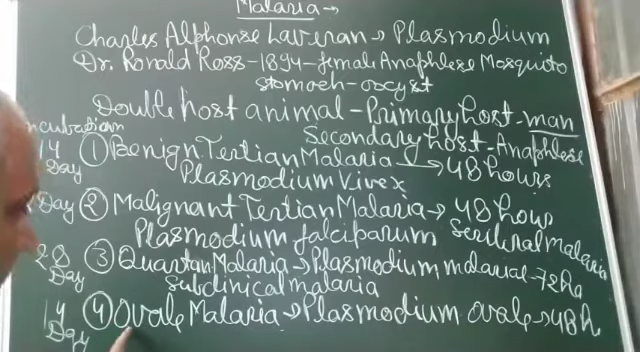 Malaria →
Charles Alphonse Laveran → Plasmodium
Dr. Ronald Ross-1894-female Anaphlese Mosquito
Stomoch-oocyst
Double host animal - Primary host - man
Incubation
Secondary host - Anaphlese
14 Day ① Benign Tertian Malaria → 48 hours
Plasmodium Vivex
Day ② Malignant Tertian Malaria → 48 hour
Plasmodium falciparum
28 Day ③ Quartan Malaria → Plasmodium malarial - 72 H
Subclinical malaria
14 Day ④ Ovale Malaria → Plasmodium ovale → 48 h